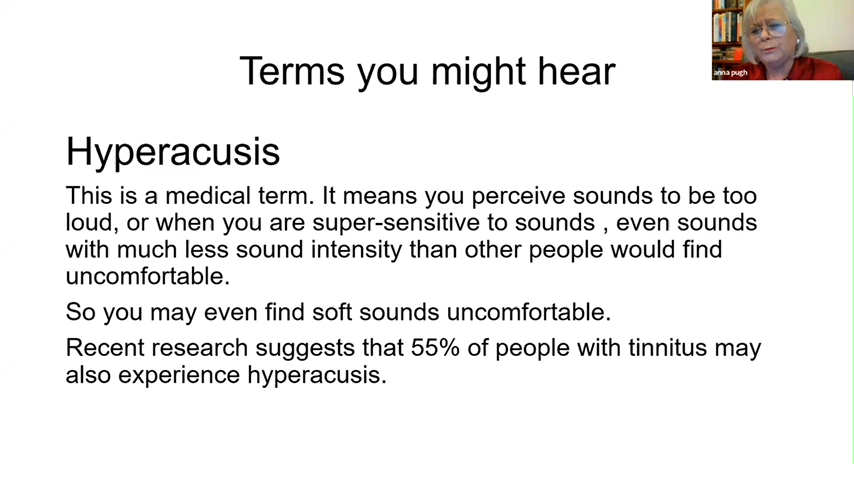 Terms you might hear
anna pugh
Hyperacusis
This is a medical term. It means you perceive sounds to be too
loud, or when you are super-sensitive to sounds , even sounds
with much less sound intensity than other people would find
uncomfortable.
So you may even find soft sounds uncomfortable.
Recent research suggests that 55% of people with tinnitus may
also experience hyperacusis.